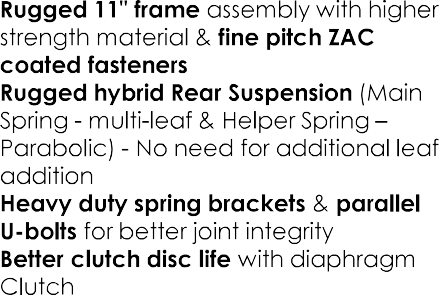 Rugged 11" frame assembly with higher
strength material & fine pitch ZAC
coated fasteners
Rugged hybrid Rear Suspension (Main
Spring - multi-leaf & Helper Spring –
Parabolic) - No need for additional leaf
addition
Heavy duty spring brackets & parallel
U-bolts for better joint integrity
Better clutch disc life with diaphragm
Clutch